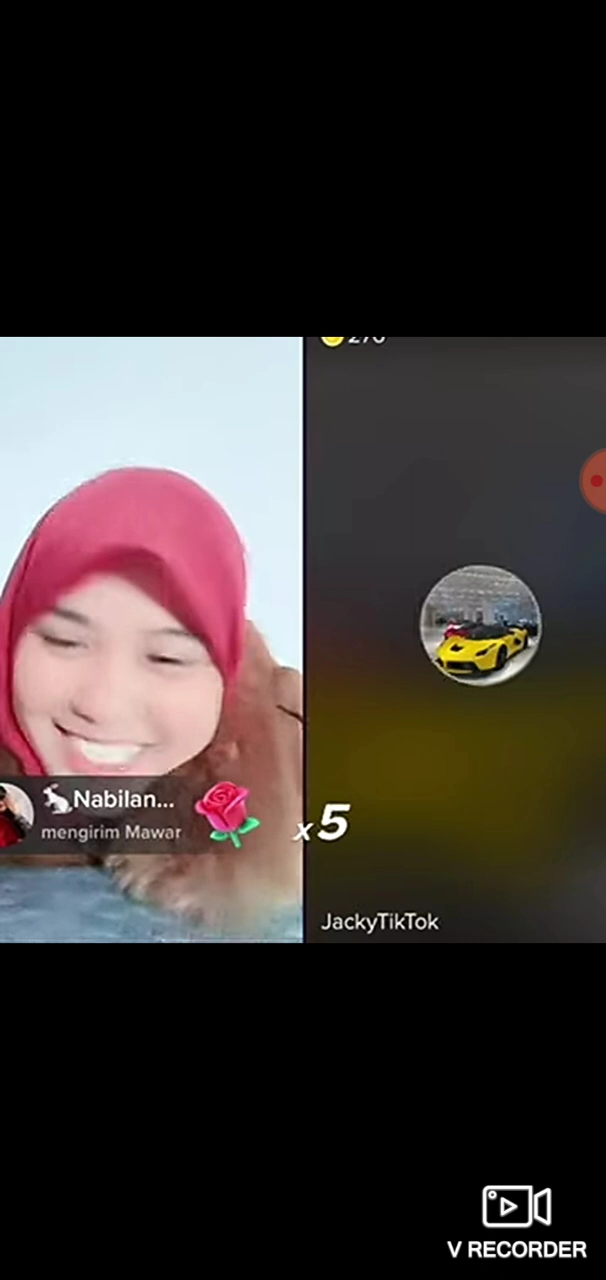 🐇Nabilan...
mengirim Mawar
x5
JackyTikTok
V RECORDER